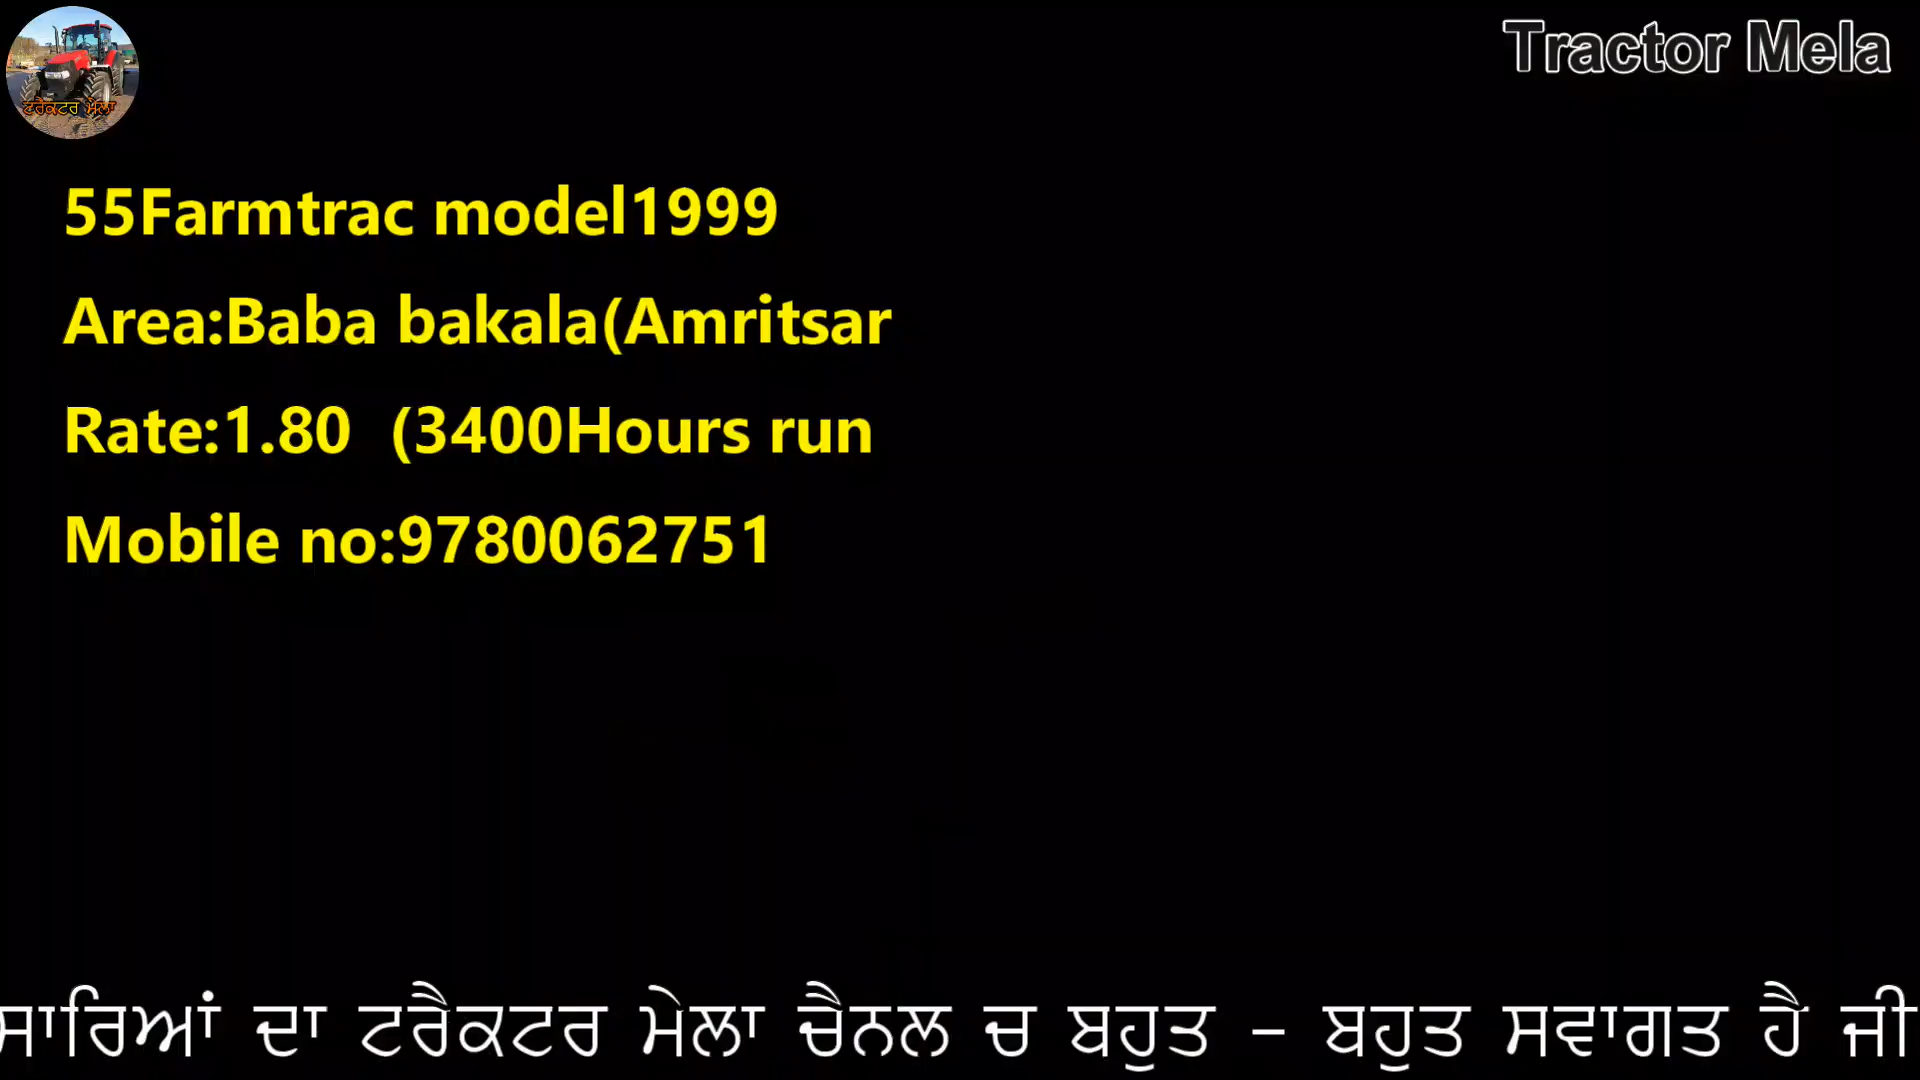 ਟਰੈਕਟਰ ਮੇਲਾ
Tractor Mela
55Farmtrac model1999
Area:Baba bakala(Amritsar
Rate:1.80  (3400Hours run
Mobile no:9780062751
ਸਾਰਿਆਂ ਦਾ ਟਰੈਕਟਰ ਮੇਲਾ ਚੈਨਲ ਚ ਬਹੁਤ - ਬਹੁਤ ਸਵਾਗਤ ਹੈ ਜੀ